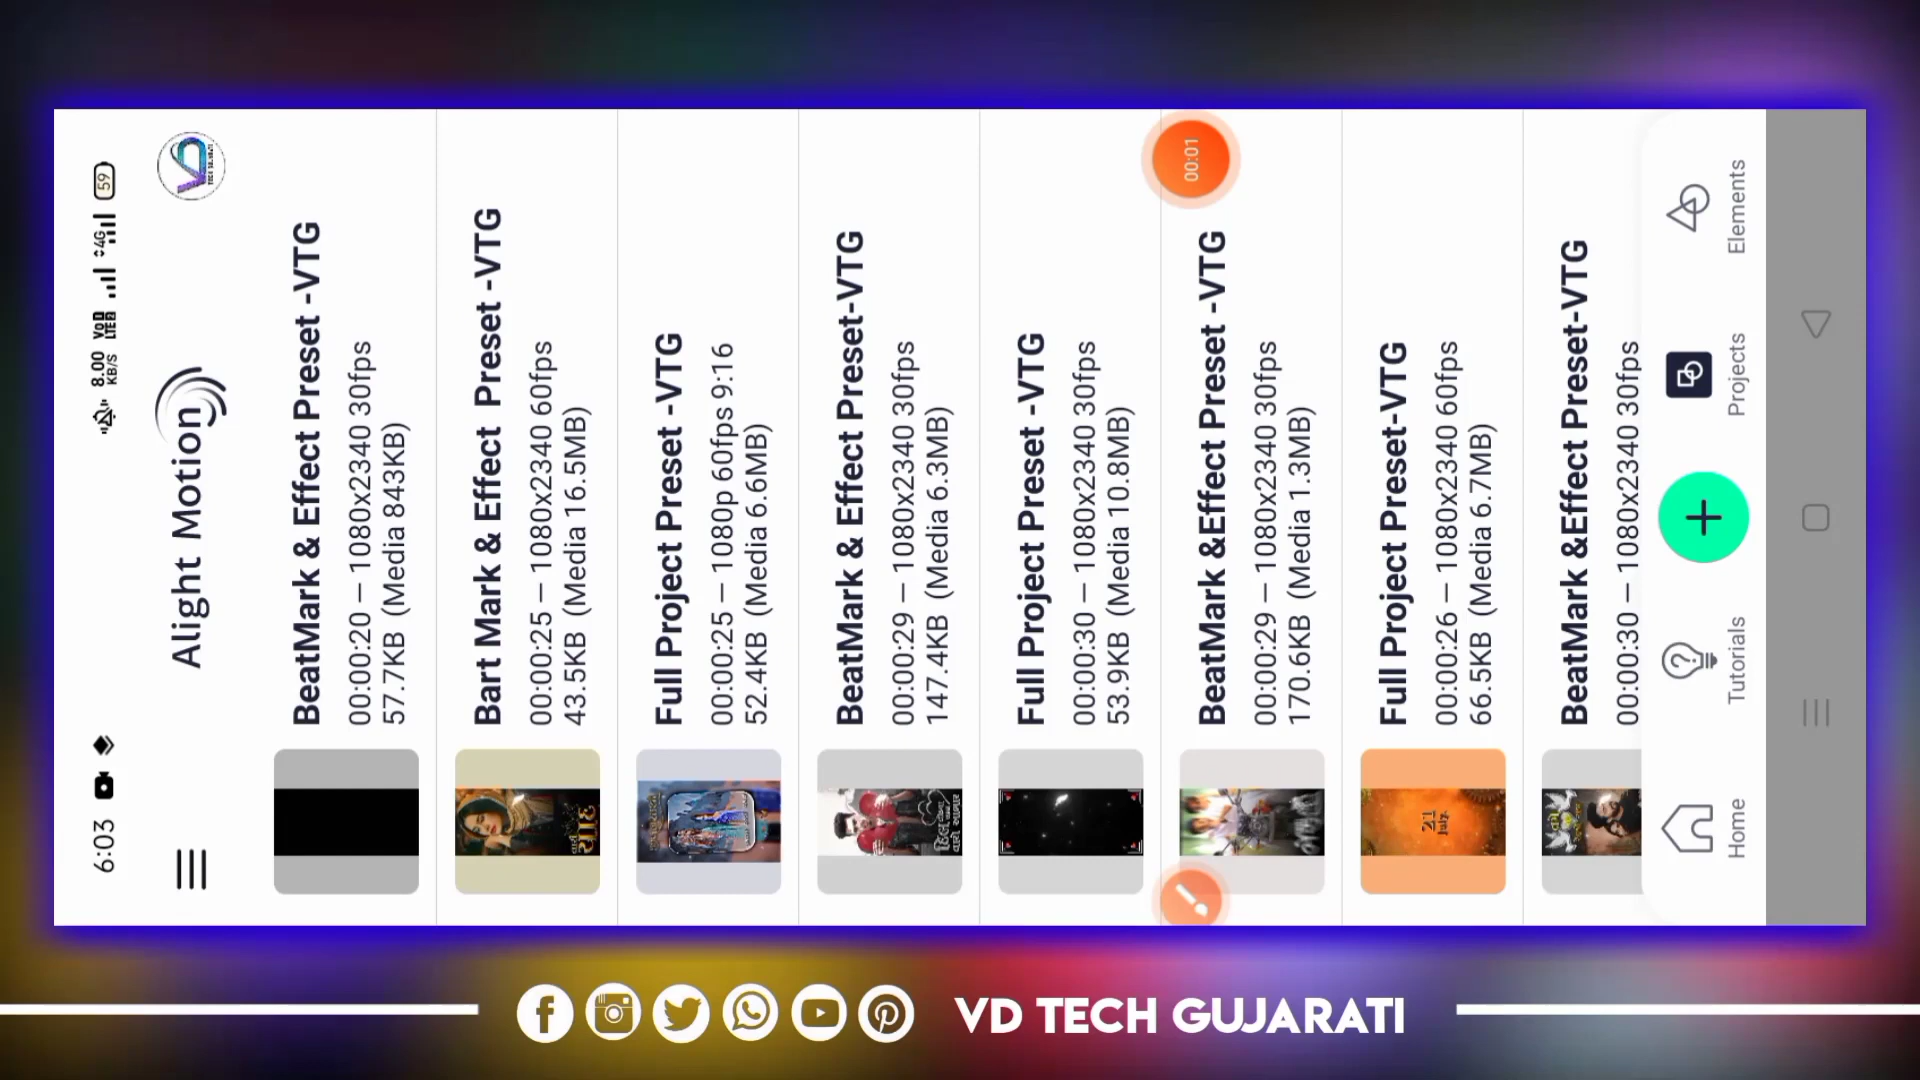 6:03
8.00
KB/S
VoD
LTE2
4G
59
Alight Motion
BeatMark & Effect Preset -VTG
00:00:20 – 1080x2340 30fps
57.7KB (Media 843KB)
Bart Mark & Effect Preset -VTG
00:00:25 – 1080x2340 60fps
43.5KB (Media 16.5MB)
Full Project Preset -VTG
00:00:25 – 1080p 60fps 9:16
52.4KB (Media 6.6MB)
BeatMark & Effect Preset-VTG
00:00:29 – 1080x2340 30fps
147.4KB (Media 6.3MB)
Full Project Preset -VTG
00:00:30 – 1080x2340 30fps
53.9KB (Media 10.8MB)
BeatMark &Effect Preset -VTG
00:00:29 – 1080x2340 30fps
170.6KB (Media 1.3MB)
Full Project Preset-VTG
00:00:26 – 1080x2340 60fps
66.5KB (Media 6.7MB)
21
July
BeatMark &Effect Preset-VTG
00:00:30 – 1080x2340 30fps
00:01
Home
Tutorials
Projects
Elements
VD TECH GUJARATI